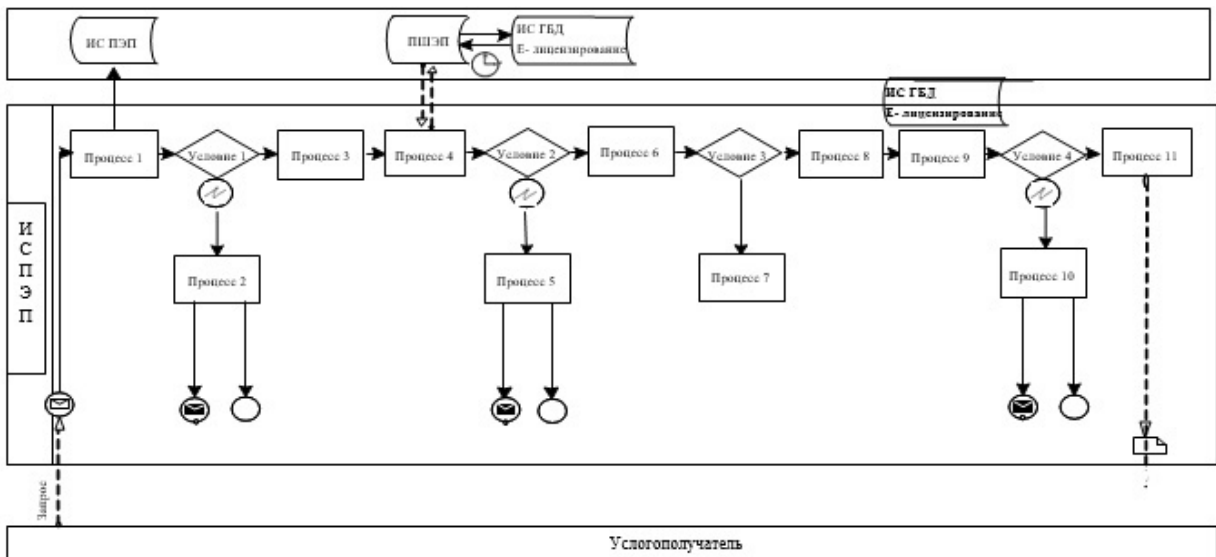 ИС ПЭП
ПШЭП
ИС ГБД
Е- лицензирование
ИС ГБД
Е- лицензирование
Процесс 1
Условие 1
Процесс 3
Процесс 4
Условие 2
Процесс 6
Условие 3
Процесс 8
Процесс 9
Условие 4
Процесс 11
ИС ПЭП
Процесс 2
Процесс 5
Процесс 7
Процесс 10
Запрос
Услогополучатель